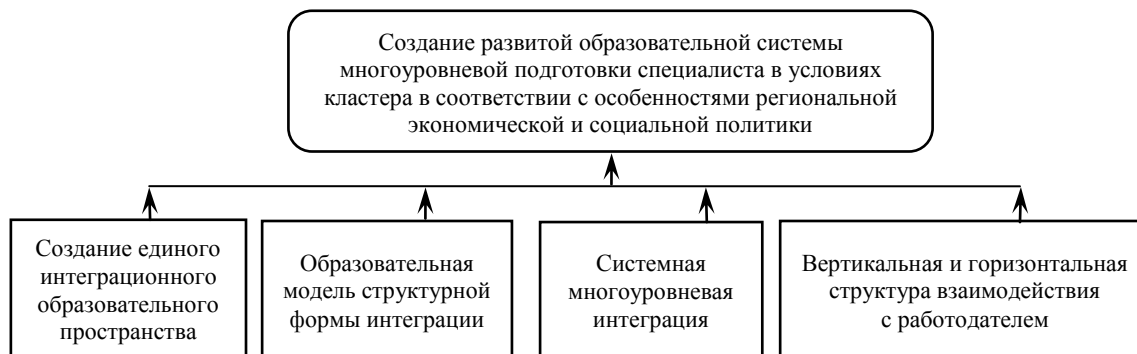 Создание развитой образовательной системы
многоуровневой подготовки специалиста в условиях
кластера в соответствии с особенностями региональной
экономической и социальной политики
Создание единого
интеграционного
образовательного
пространства
Образовательная
модель структурной
формы интеграции
Системная
многоуровневая
интеграция
Вертикальная и горизонтальная
структура взаимодействия
с работодателем